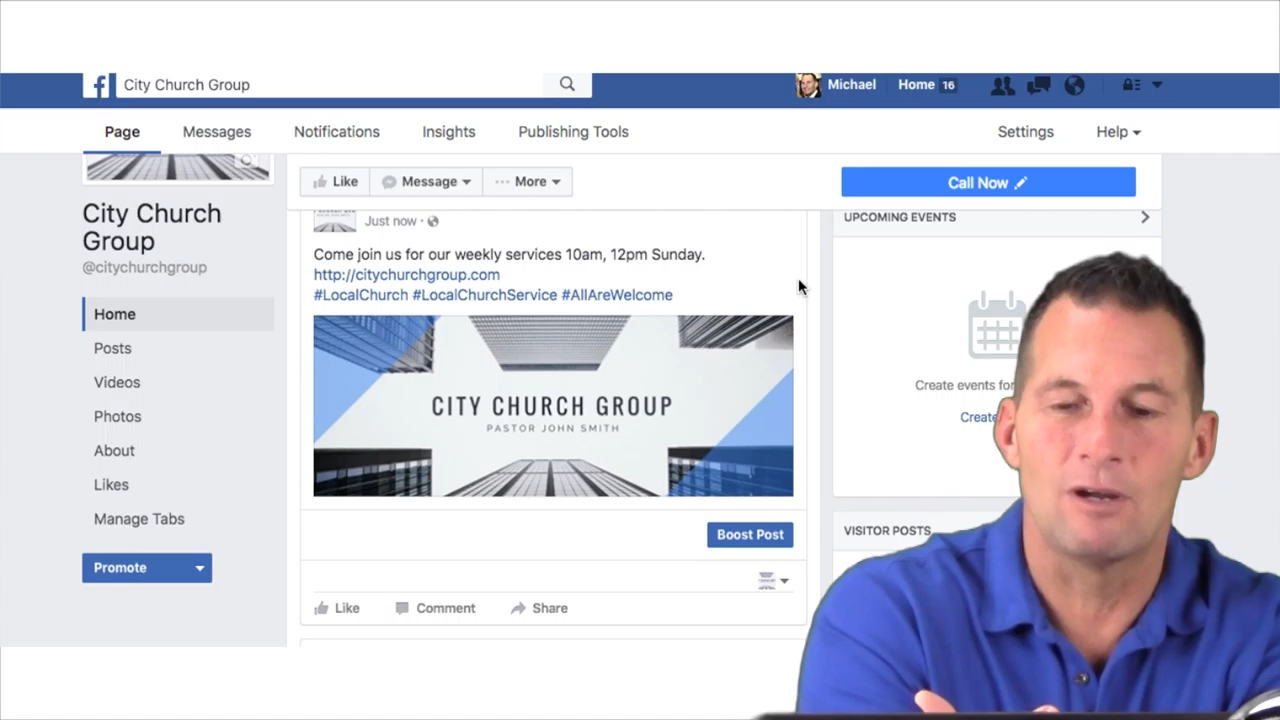 f City Church Group
Michael Home 16
Page Messages Notifications Insights Publishing Tools Settings Help
Like Message More Call Now
City Church
Group
@citychurchgroup
Home
Posts
Videos
Photos
About
Likes
Manage Tabs
Promote
Just now
Come join us for our weekly services 10am, 12pm Sunday.
http://citychurchgroup.com
#LocalChurch #LocalChurchService #AllAreWelcome
CITY CHURCH GROUP
PASTOR JOHN SMITH
Boost Post
Like Comment Share
UPCOMING EVENTS
Create events for
Create
VISITOR POSTS